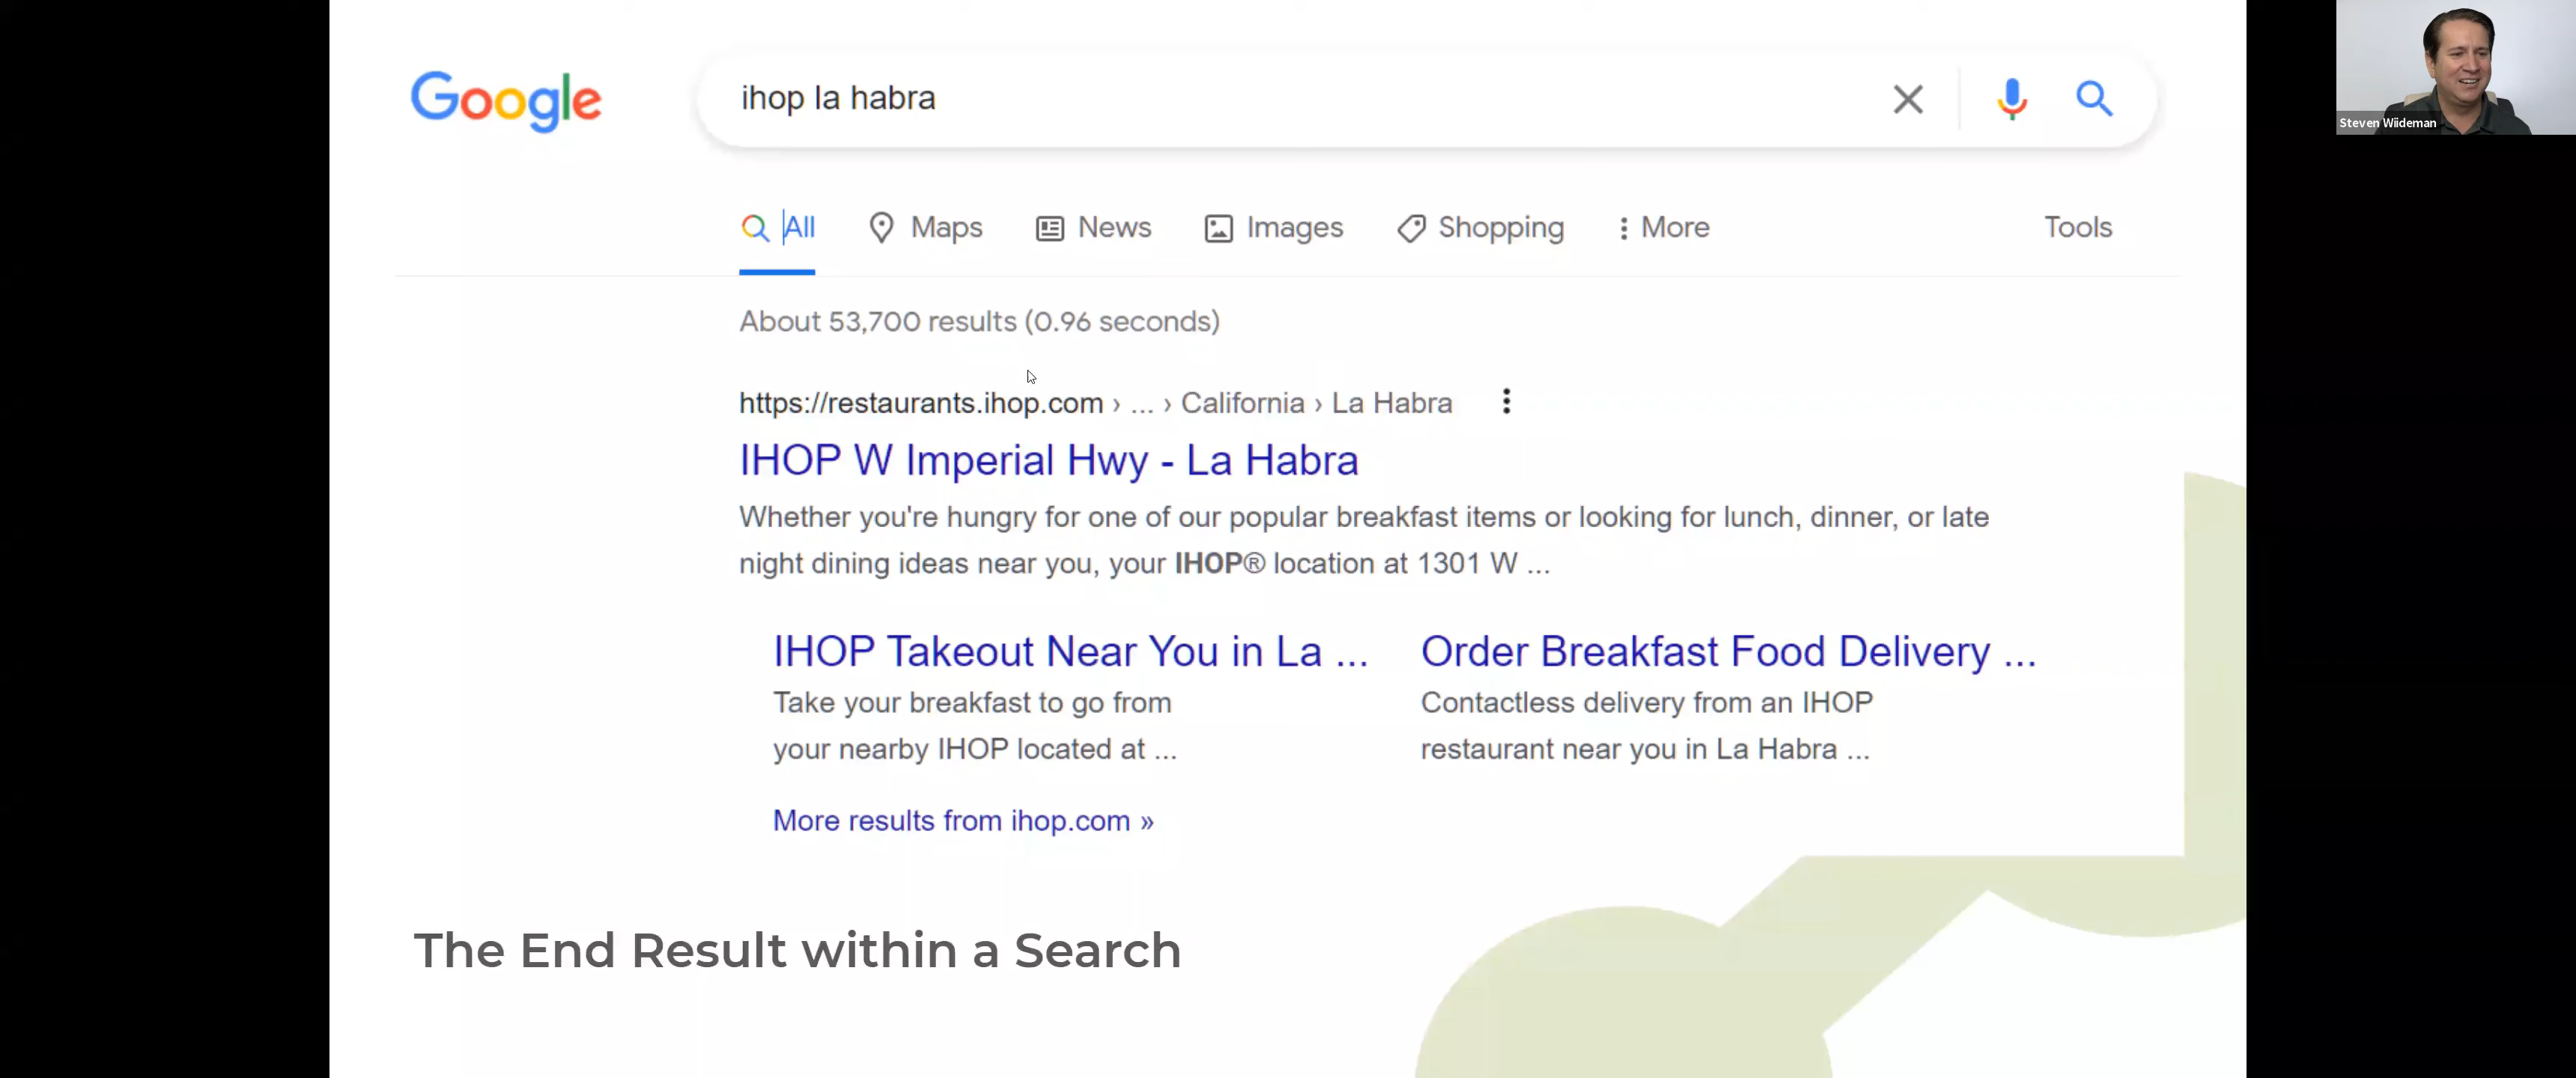 Google
ihop la habra
All Maps News Images Shopping More Tools
About 53,700 results (0.96 seconds)
https://restaurants.ihop.com › ... › California › La Habra
IHOP W Imperial Hwy - La Habra
Whether you're hungry for one of our popular breakfast items or looking for lunch, dinner, or late
night dining ideas near you, your IHOP® location at 1301 W ...
IHOP Takeout Near You in La ...
Take your breakfast to go from
your nearby IHOP located at ...
Order Breakfast Food Delivery ...
Contactless delivery from an IHOP
restaurant near you in La Habra ...
More results from ihop.com »
The End Result within a Search
Steven Wiideman